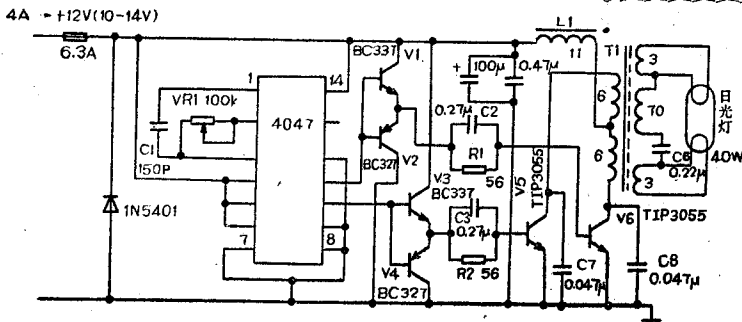 4A → +12V(10-14V)
6.3A
1N5401
VR1 100k
C1
150P
1
14
4047
7
8
BC337
V1
BC327
V2
V3
BC337
V4
BC327
+
100μ
0.47μ
0.27μ
C2
R1
56
C3
0.27μ
R2
56
L1
11
V5
TIP3055
T1
6
6
3
70
3
C6
0.22μ
日光灯
40W
V6
TIP3055
C7
0.047μ
C8
0.047μ